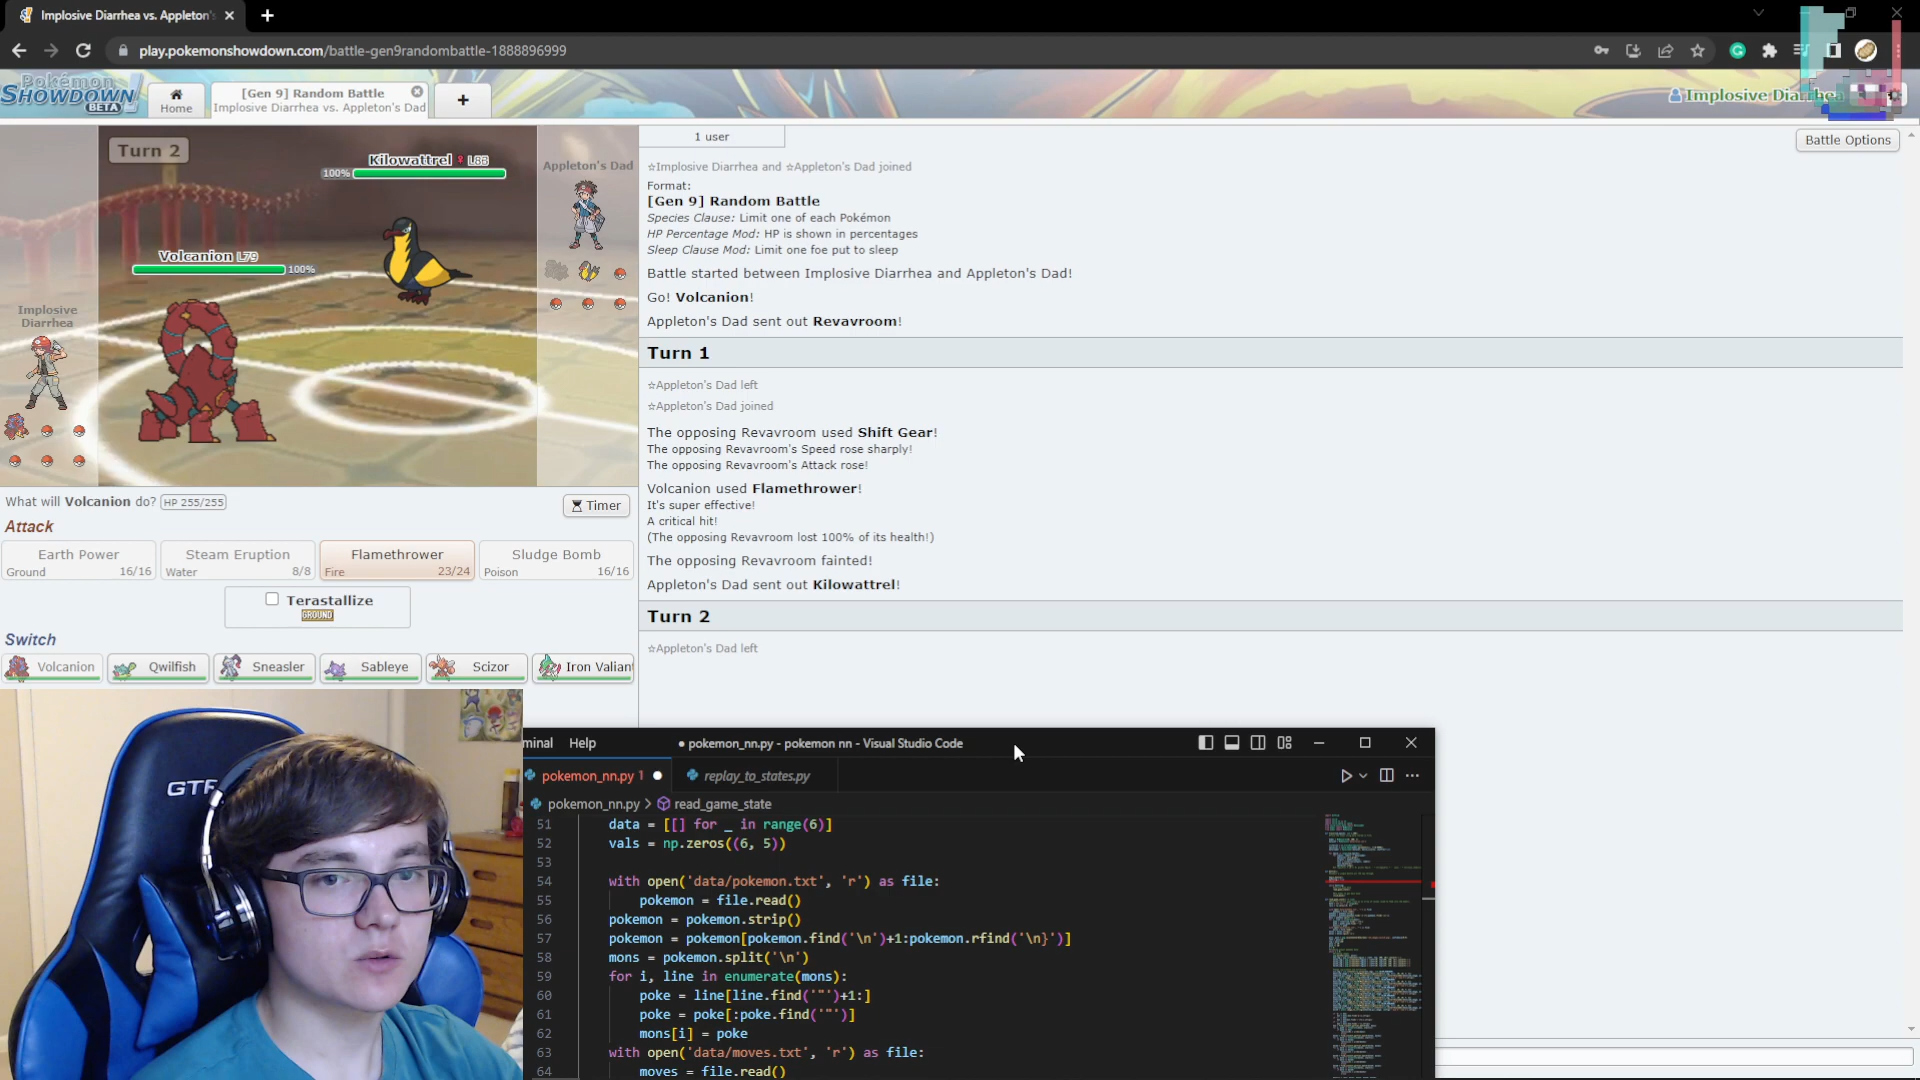 Implosive Diarrhea vs. Appleton's
play.pokemonshowdown.com/battle-gen9randombattle-1888896999
Pokémon
SHOWDOWN
BETA
Home
[Gen 9] Random Battle
Implosive Diarrhea vs. Appleton's Dad
+
Implosive Diarrhea
Turn 2
Kilowattrel L83
100%
Volcanion L79
100%
Implosive
Diarrhea
Appleton's Dad
1 user
Battle Options
☆Implosive Diarrhea and ☆Appleton's Dad joined
Format:
[Gen 9] Random Battle
Species Clause: Limit one of each Pokémon
HP Percentage Mod: HP is shown in percentages
Sleep Clause Mod: Limit one foe put to sleep
Battle started between Implosive Diarrhea and Appleton's Dad!
Go! Volcanion!
Appleton's Dad sent out Revavroom!
Turn 1
☆Appleton's Dad left
☆Appleton's Dad joined
The opposing Revavroom used Shift Gear!
The opposing Revavroom's Speed rose sharply!
The opposing Revavroom's Attack rose!
Volcanion used Flamethrower!
It's super effective!
A critical hit!
(The opposing Revavroom lost 100% of its health!)
The opposing Revavroom fainted!
Appleton's Dad sent out Kilowattrel!
Turn 2
☆Appleton's Dad left
What will Volcanion do? HP 255/255
Timer
Attack
Earth Power
Ground 16/16
Steam Eruption
Water 8/8
Flamethrower
Fire 23/24
Sludge Bomb
Poison 16/16
Terastallize
GROUND
Switch
Volcanion
Qwilfish
Sneasler
Sableye
Scizor
Iron Valiant
GTR
minal Help
● pokemon_nn.py - pokemon nn - Visual Studio Code
pokemon_nn.py 1 ●
replay_to_states.py
pokemon_nn.py > read_game_state
51 data = [[] for _ in range(6)]
52 vals = np.zeros((6, 5))
53
54 with open('data/pokemon.txt', 'r') as file:
55 pokemon = file.read()
56 pokemon = pokemon.strip()
57 pokemon = pokemon[pokemon.find('\n')+1:pokemon.rfind('\n}')]
58 mons = pokemon.split('\n')
59 for i, line in enumerate(mons):
60 poke = line[line.find('"')+1:]
61 poke = poke[:poke.find('"')]
62 mons[i] = poke
63 with open('data/moves.txt', 'r') as file:
64 moves = file.read()